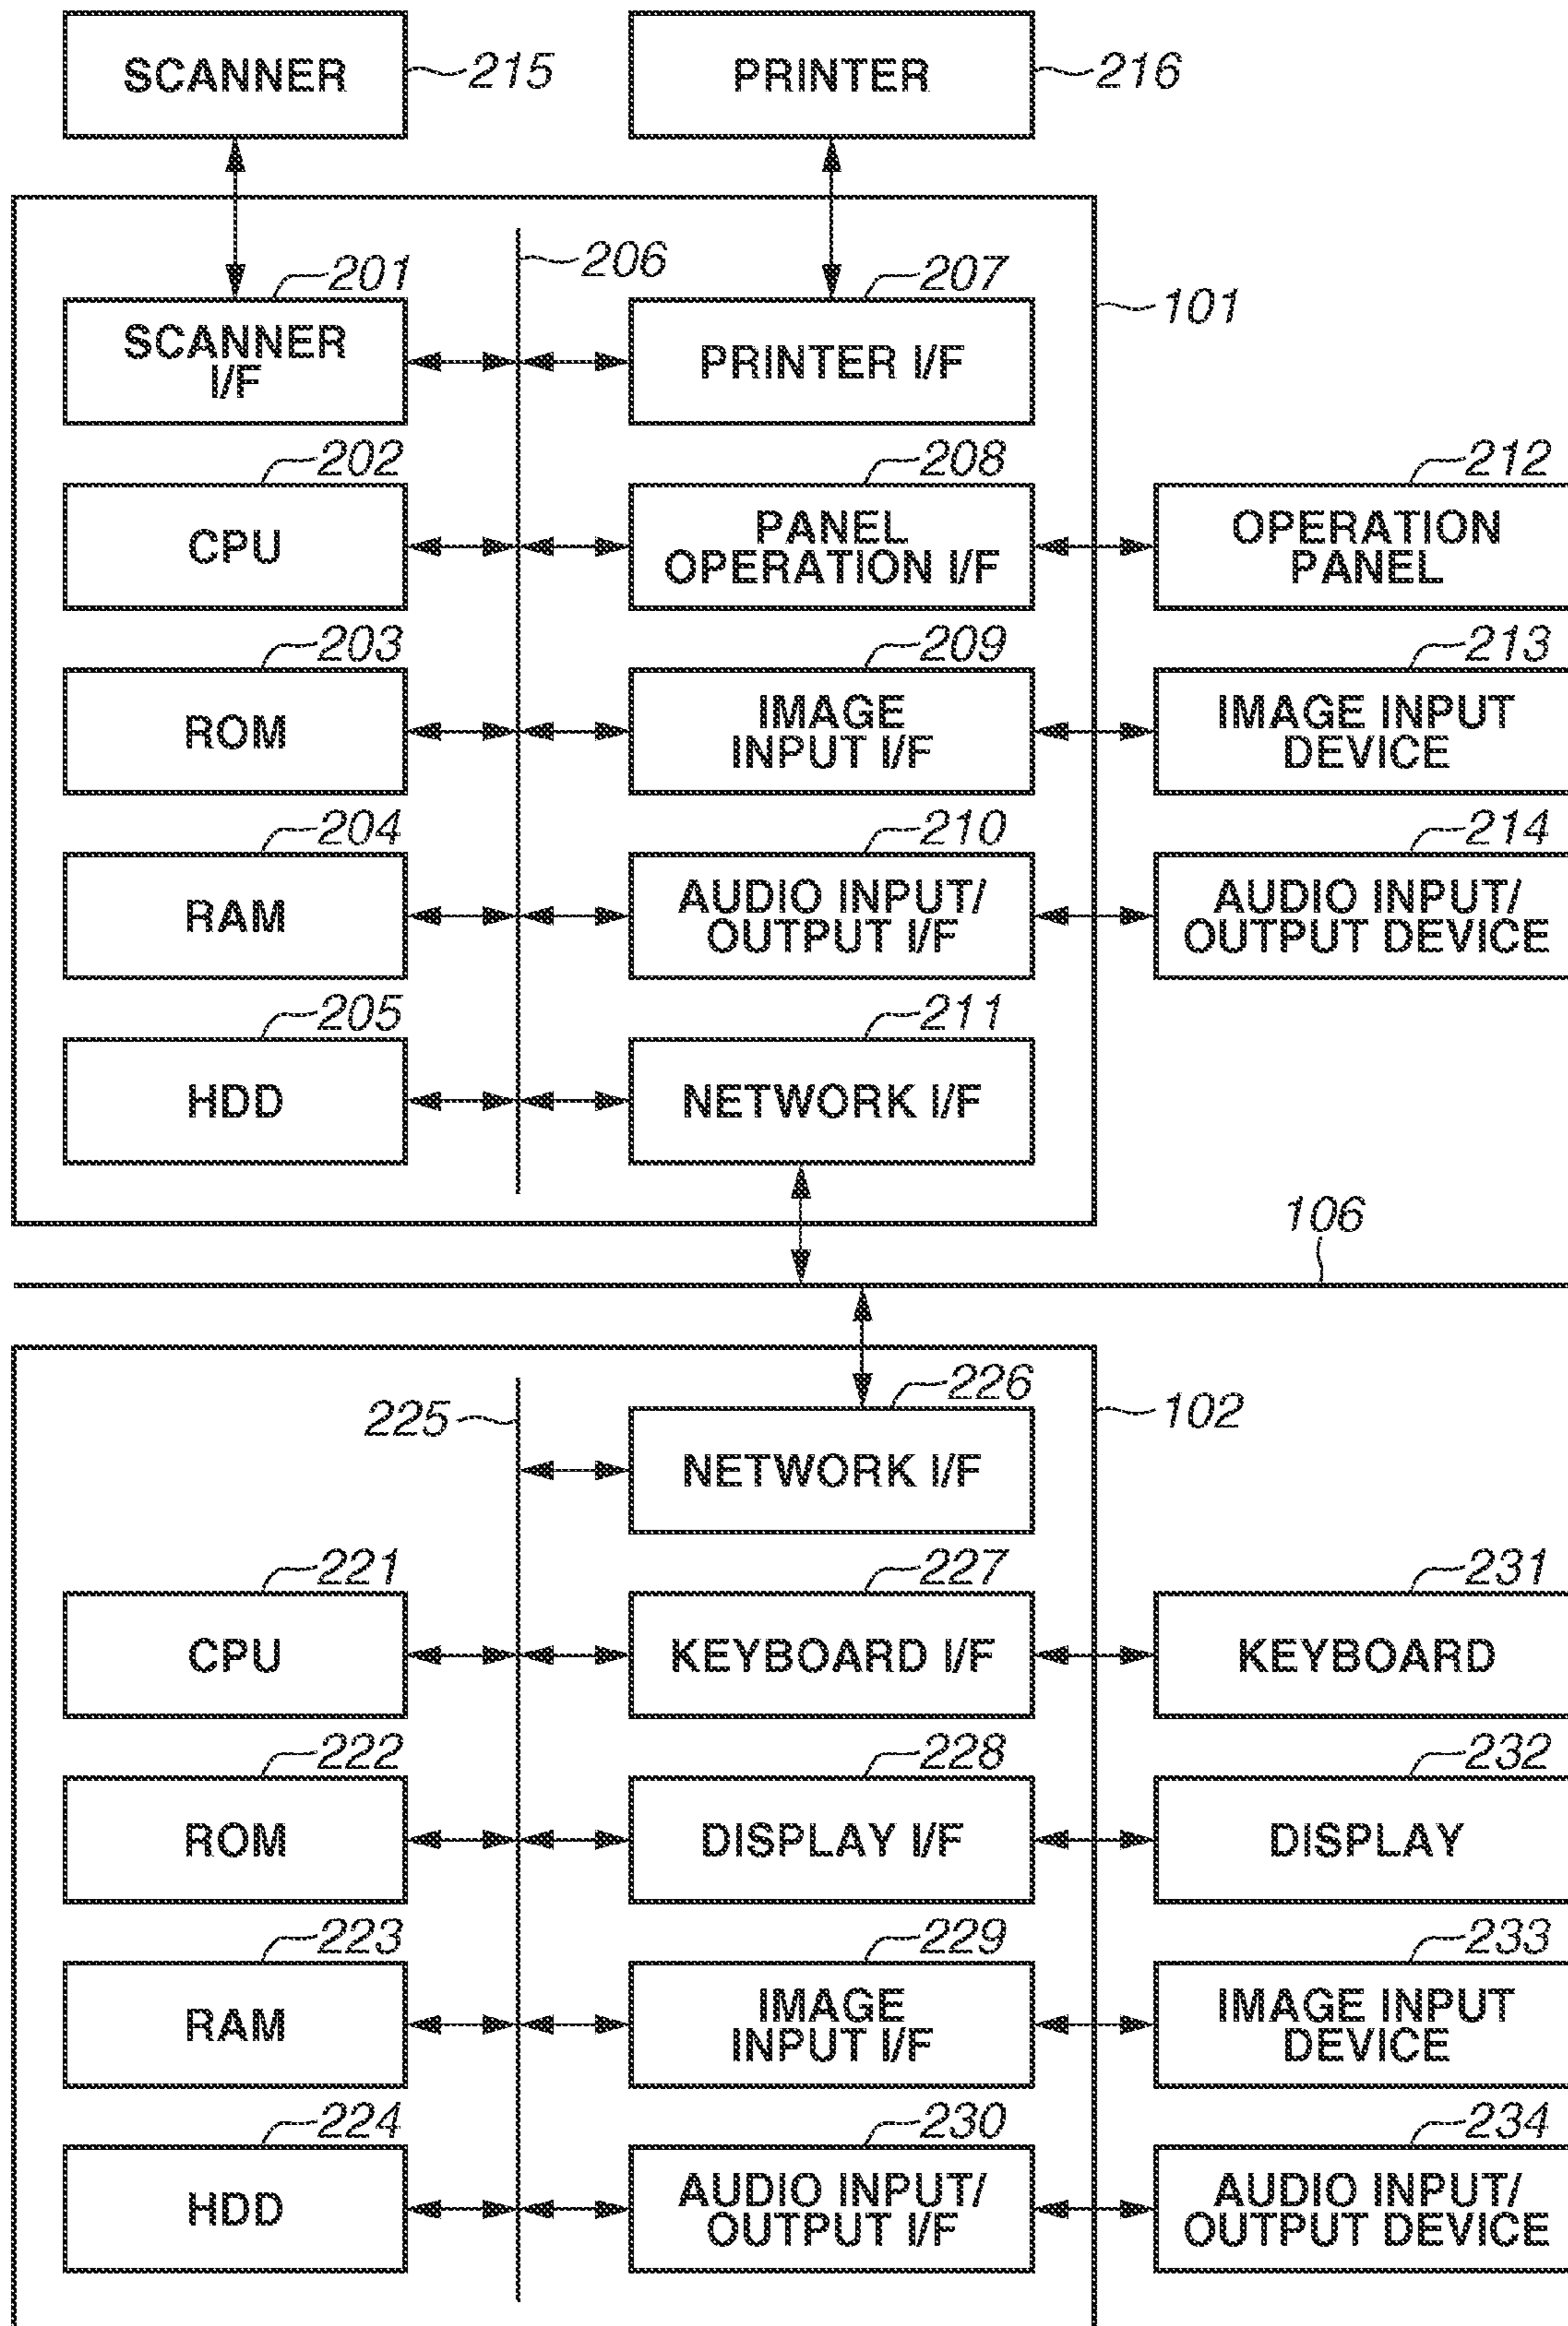 SCANNER
215
PRINTER
216
206
201
207
101
SCANNER
I/F
PRINTER I/F
202
208
212
CPU
PANEL
OPERATION I/F
OPERATION
PANEL
203
209
213
ROM
IMAGE
INPUT I/F
IMAGE INPUT
DEVICE
204
210
214
RAM
AUDIO INPUT/
OUTPUT I/F
AUDIO INPUT/
OUTPUT DEVICE
205
211
HDD
NETWORK I/F
106
226
225
102
NETWORK I/F
221
227
231
CPU
KEYBOARD I/F
KEYBOARD
222
228
232
ROM
DISPLAY I/F
DISPLAY
223
229
233
RAM
IMAGE
INPUT I/F
IMAGE INPUT
DEVICE
224
230
234
HDD
AUDIO INPUT/
OUTPUT I/F
AUDIO INPUT/
OUTPUT DEVICE